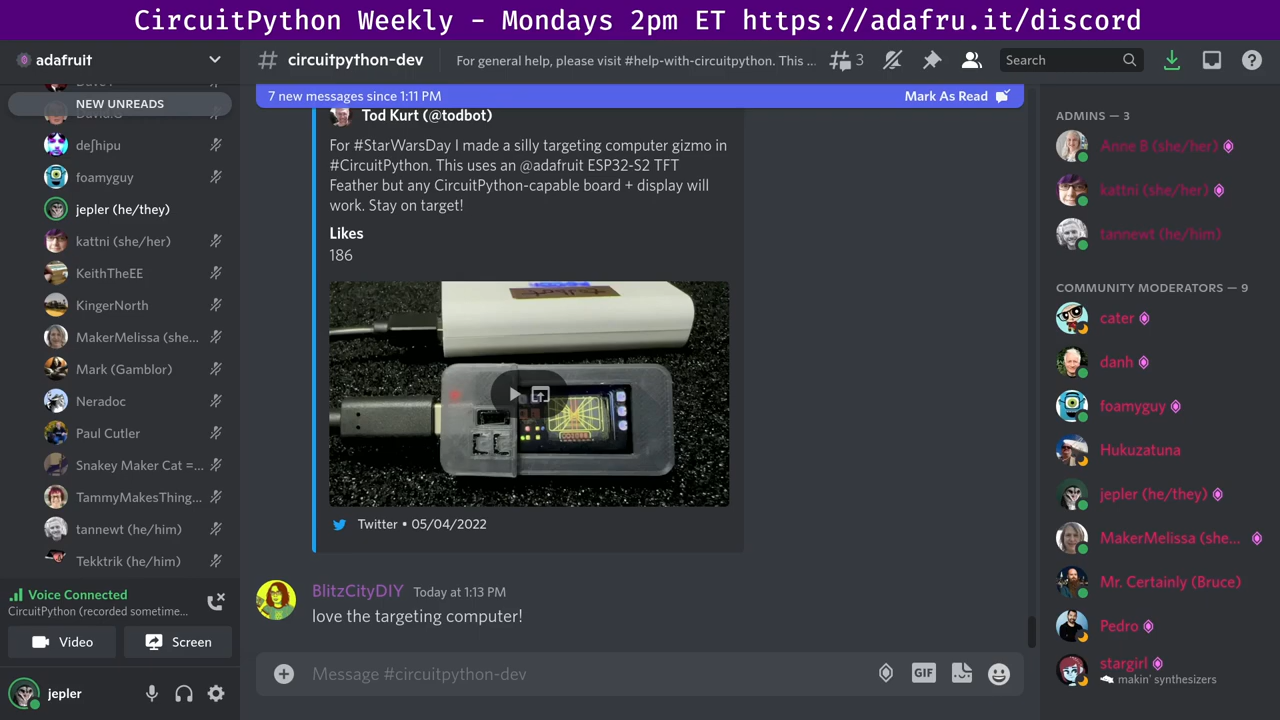 CircuitPython Weekly - Mondays 2pm ET https://adafru.it/discord
adafruit
NEW UNREADS
David.G
de∫hipu
foamyguy
jepler (he/they)
kattni (she/her)
KeithTheEE
KingerNorth
MakerMelissa (she...
Mark (Gamblor)
Neradoc
Paul Cutler
Snakey Maker Cat =...
TammyMakesThing...
tannewt (he/him)
Tekktrik (he/him)
Voice Connected
CircuitPython (recorded sometime...
Video
Screen
jepler
# circuitpython-dev
For general help, please visit #help-with-circuitpython. This ...
3
Search
7 new messages since 1:11 PM
Mark As Read
Tod Kurt (@todbot)
For #StarWarsDay I made a silly targeting computer gizmo in
#CircuitPython. This uses an @adafruit ESP32-S2 TFT
Feather but any CircuitPython-capable board + display will
work. Stay on target!
Likes
186
Twitter • 05/04/2022
BlitzCityDIY Today at 1:13 PM
love the targeting computer!
Message #circuitpython-dev
GIF
ADMINS — 3
Anne B (she/her)
kattni (she/her)
tannewt (he/him)
COMMUNITY MODERATORS — 9
cater
danh
foamyguy
Hukuzatuna
jepler (he/they)
MakerMelissa (she...
Mr. Certainly (Bruce)
Pedro
stargirl
makin' synthesizers